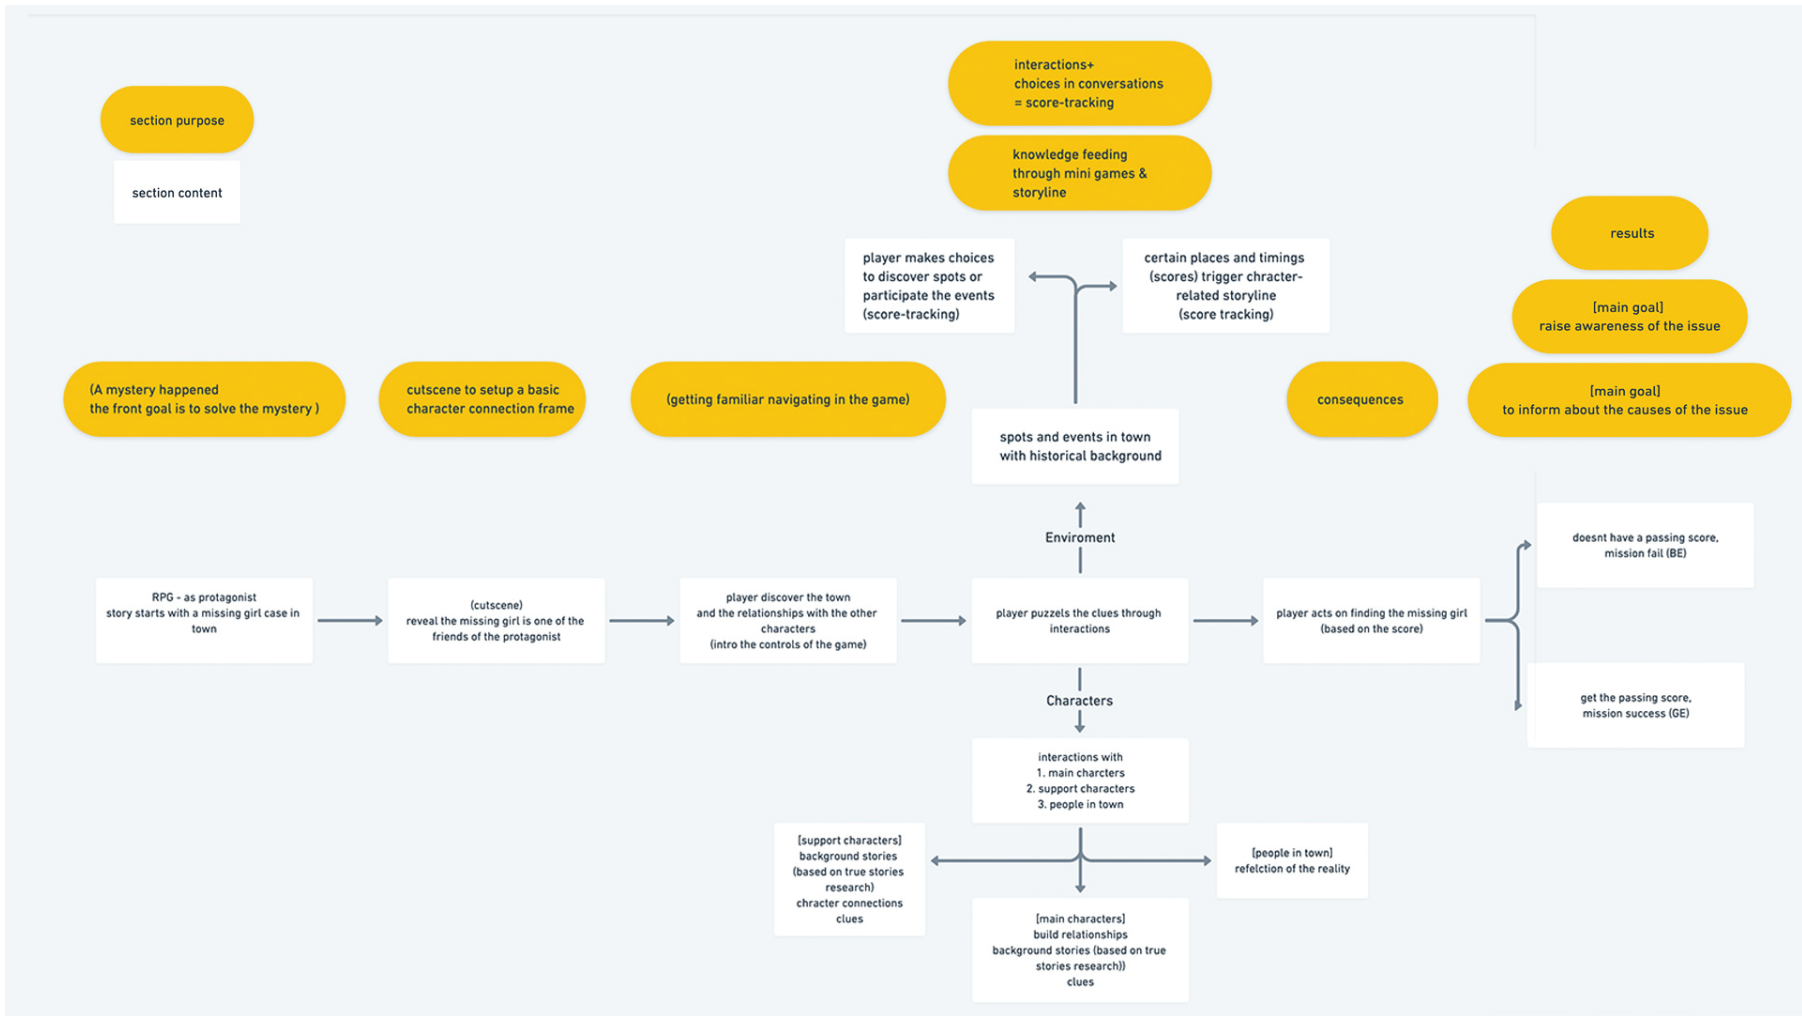 section purpose
section content
interactions+
choices in conversations
= score-tracking
knowledge feeding
through mini games &
storyline
player makes choices
to discover spots or
participate the events
(score-tracking)
certain places and timings
(scores) trigger chracter-
related storyline
(score tracking)
results
[main goal]
raise awareness of the issue
[main goal]
to inform about the causes of the issue
(A mystery happened
the front goal is to solve the mystery )
cutscene to setup a basic
character connection frame
(getting familiar navigating in the game)
consequences
spots and events in town
with historical background
Enviroment
RPG - as protagonist
story starts with a missing girl case in
town
(cutscene)
reveal the missing girl is one of the
friends of the protagonist
player discover the town
and the relationships with the other
characters
(intro the controls of the game)
player puzzels the clues through
interactions
player acts on finding the missing girl
(based on the score)
doesnt have a passing score,
mission fail (BE)
get the passing score,
mission success (GE)
Characters
interactions with
1. main charcters
2. support characters
3. people in town
[support characters]
background stories
(based on true stories
research)
chracter connections
clues
[people in town]
refelction of the reality
[main characters]
build relationships
background stories (based on true
stories research))
clues